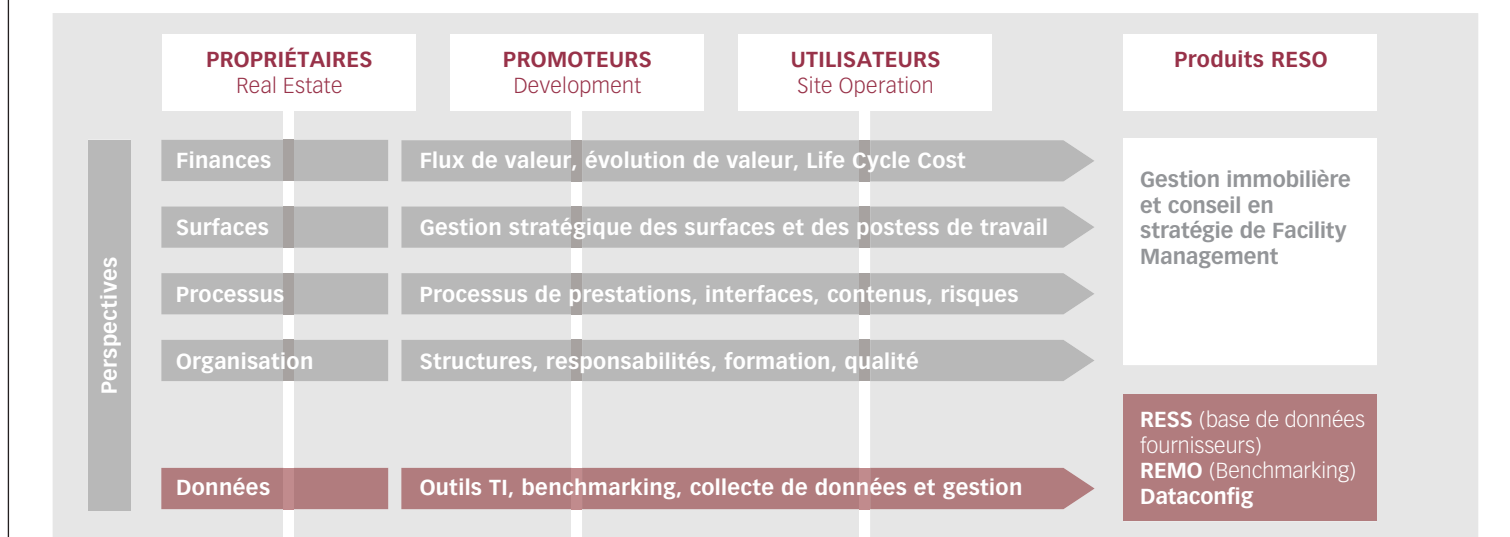 PROPRIÉTAIRES
Real Estate
PROMOTEURS
Development
UTILISATEURS
Site Operation
Produits RESO
Perspectives
Finances
Flux de valeur, évolution de valeur, Life Cycle Cost
Surfaces
Gestion stratégique des surfaces et des postess de travail
Processus
Processus de prestations, interfaces, contenus, risques
Organisation
Structures, responsabilités, formation, qualité
Gestion immobilière
et conseil en
stratégie de Facility
Management
Données
Outils TI, benchmarking, collecte de données et gestion
RESS (base de données
fournisseurs)
REMO (Benchmarking)
Dataconfig